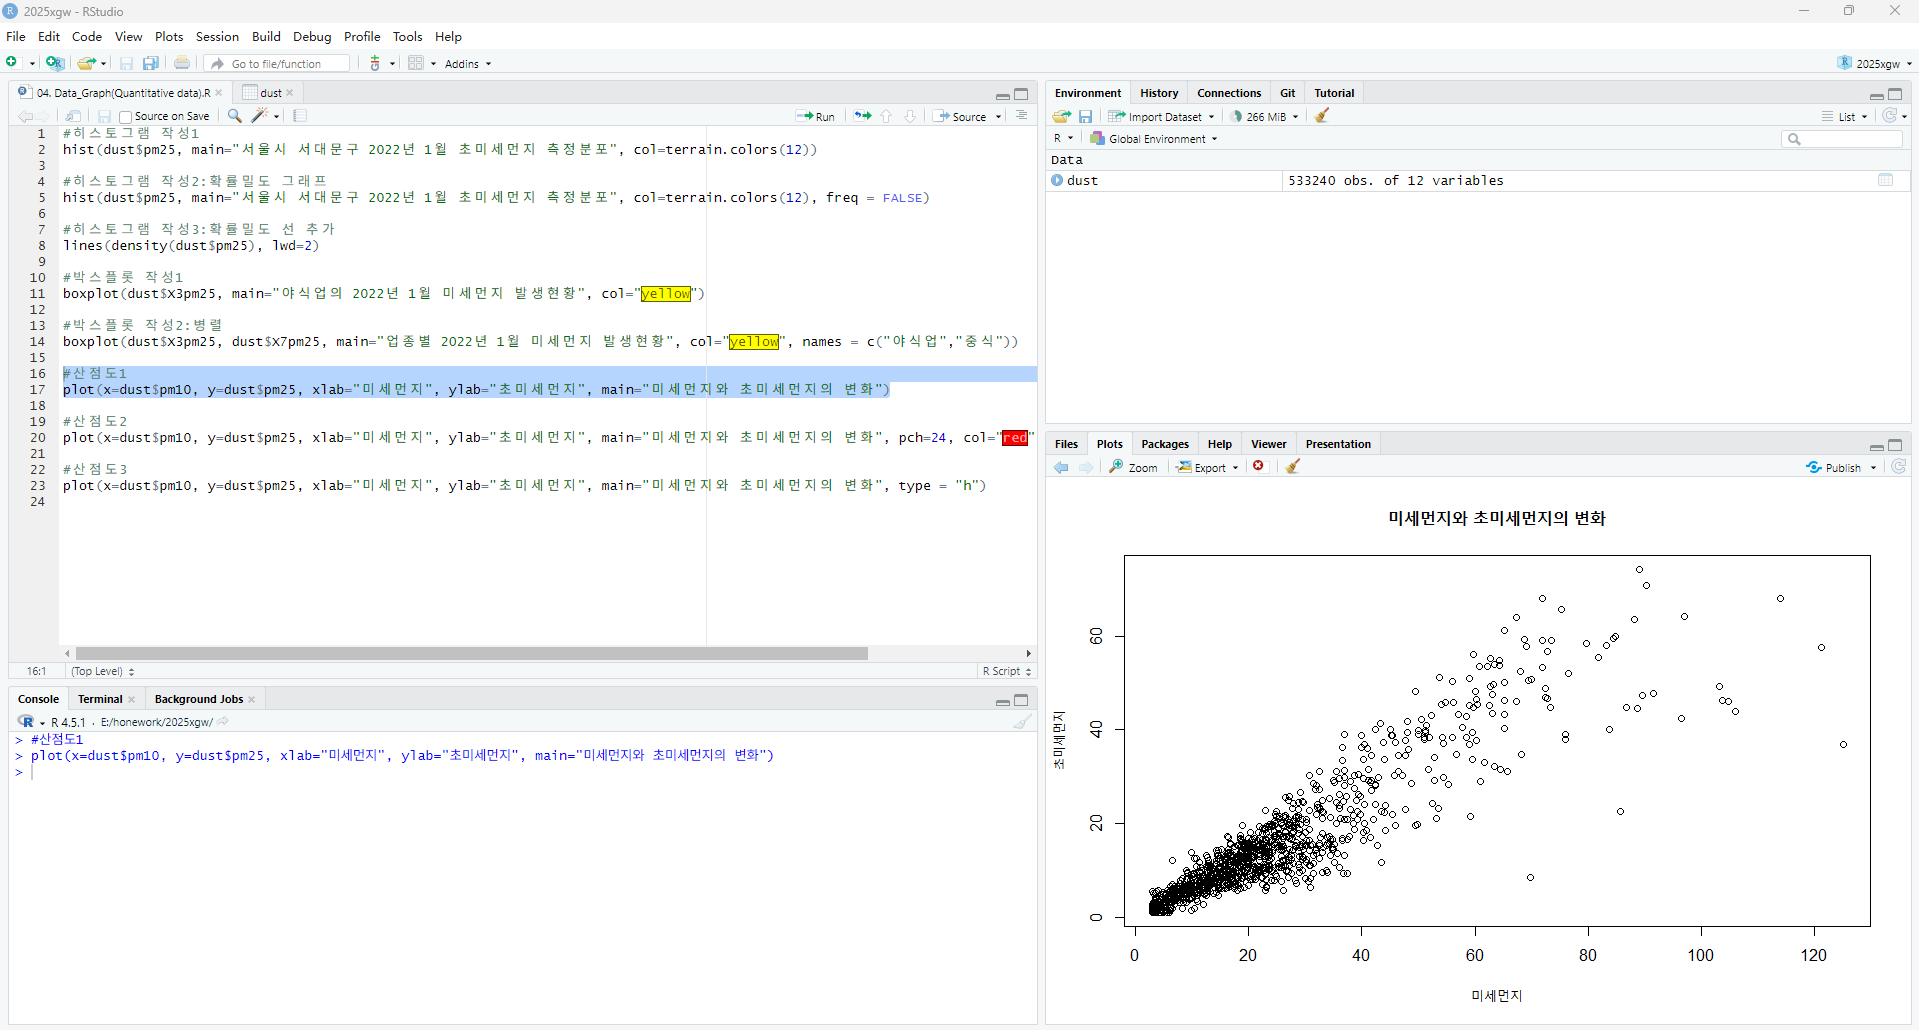 2025xgw - RStudio
File Edit Code View Plots Session Build Debug Profile Tools Help
Go to file/function Addins 2025xgw
04. Data_Graph(Quantitative data).R dust
Source on Save Run Source
1 #히스토그램 작성1
2 hist(dust$pm25, main="서울시 서대문구 2022년 1월 초미세먼지 측정분포", col=terrain.colors(12))
3
4 #히스토그램 작성2:확률밀도 그래프
5 hist(dust$pm25, main="서울시 서대문구 2022년 1월 초미세먼지 측정분포", col=terrain.colors(12), freq = FALSE)
6
7 #히스토그램 작성3:확률밀도 선 추가
8 lines(density(dust$pm25), lwd=2)
9
10 #박스플롯 작성1
11 boxplot(dust$X3pm25, main="야식업의 2022년 1월 미세먼지 발생현황", col="yellow")
12
13 #박스플롯 작성2:병렬
14 boxplot(dust$X3pm25, dust$X7pm25, main="업종별 2022년 1월 미세먼지 발생현황", col="yellow", names = c("야식업","중식"))
15
16 #산점도1
17 plot(x=dust$pm10, y=dust$pm25, xlab="미세먼지", ylab="초미세먼지", main="미세먼지와 초미세먼지의 변화")
18
19 #산점도2
20 plot(x=dust$pm10, y=dust$pm25, xlab="미세먼지", ylab="초미세먼지", main="미세먼지와 초미세먼지의 변화", pch=24, col="red"
21
22 #산점도3
23 plot(x=dust$pm10, y=dust$pm25, xlab="미세먼지", ylab="초미세먼지", main="미세먼지와 초미세먼지의 변화", type = "h")
24
16:1 (Top Level) R Script
Console Terminal Background Jobs
R 4.5.1 · E:/honework/2025xgw/
> #산점도1
> plot(x=dust$pm10, y=dust$pm25, xlab="미세먼지", ylab="초미세먼지", main="미세먼지와 초미세먼지의 변화")
>
Environment History Connections Git Tutorial
Import Dataset 266 MiB List
R Global Environment
Data
dust 533240 obs. of 12 variables
Files Plots Packages Help Viewer Presentation
Zoom Export Publish
미세먼지와 초미세먼지의 변화
초미세먼지
60
40
20
0
0 20 40 60 80 100 120
미세먼지